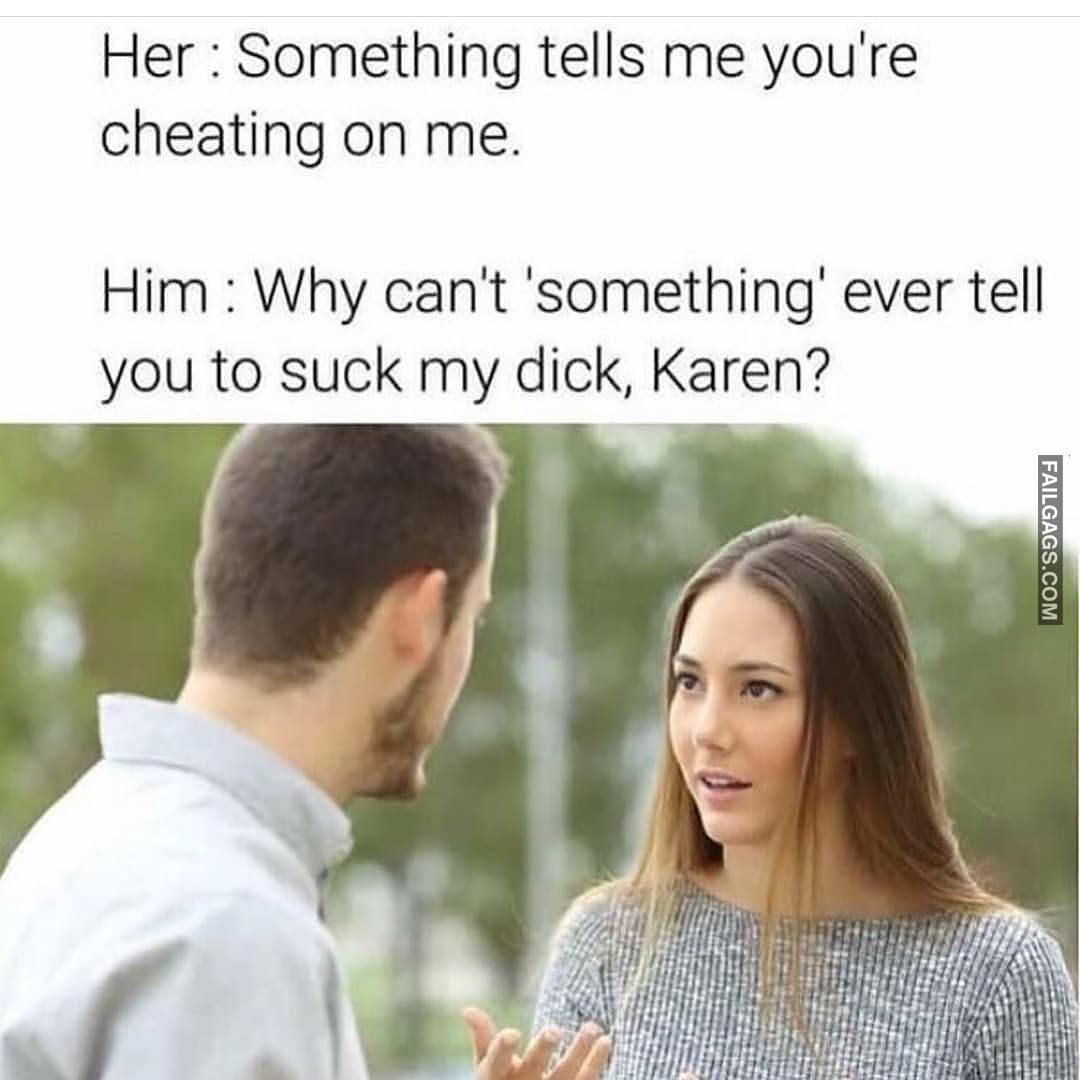 Her : Something tells me you're
cheating on me.
Him : Why can't 'something' ever tell
you to suck my dick, Karen?
FAILGAGS.COM